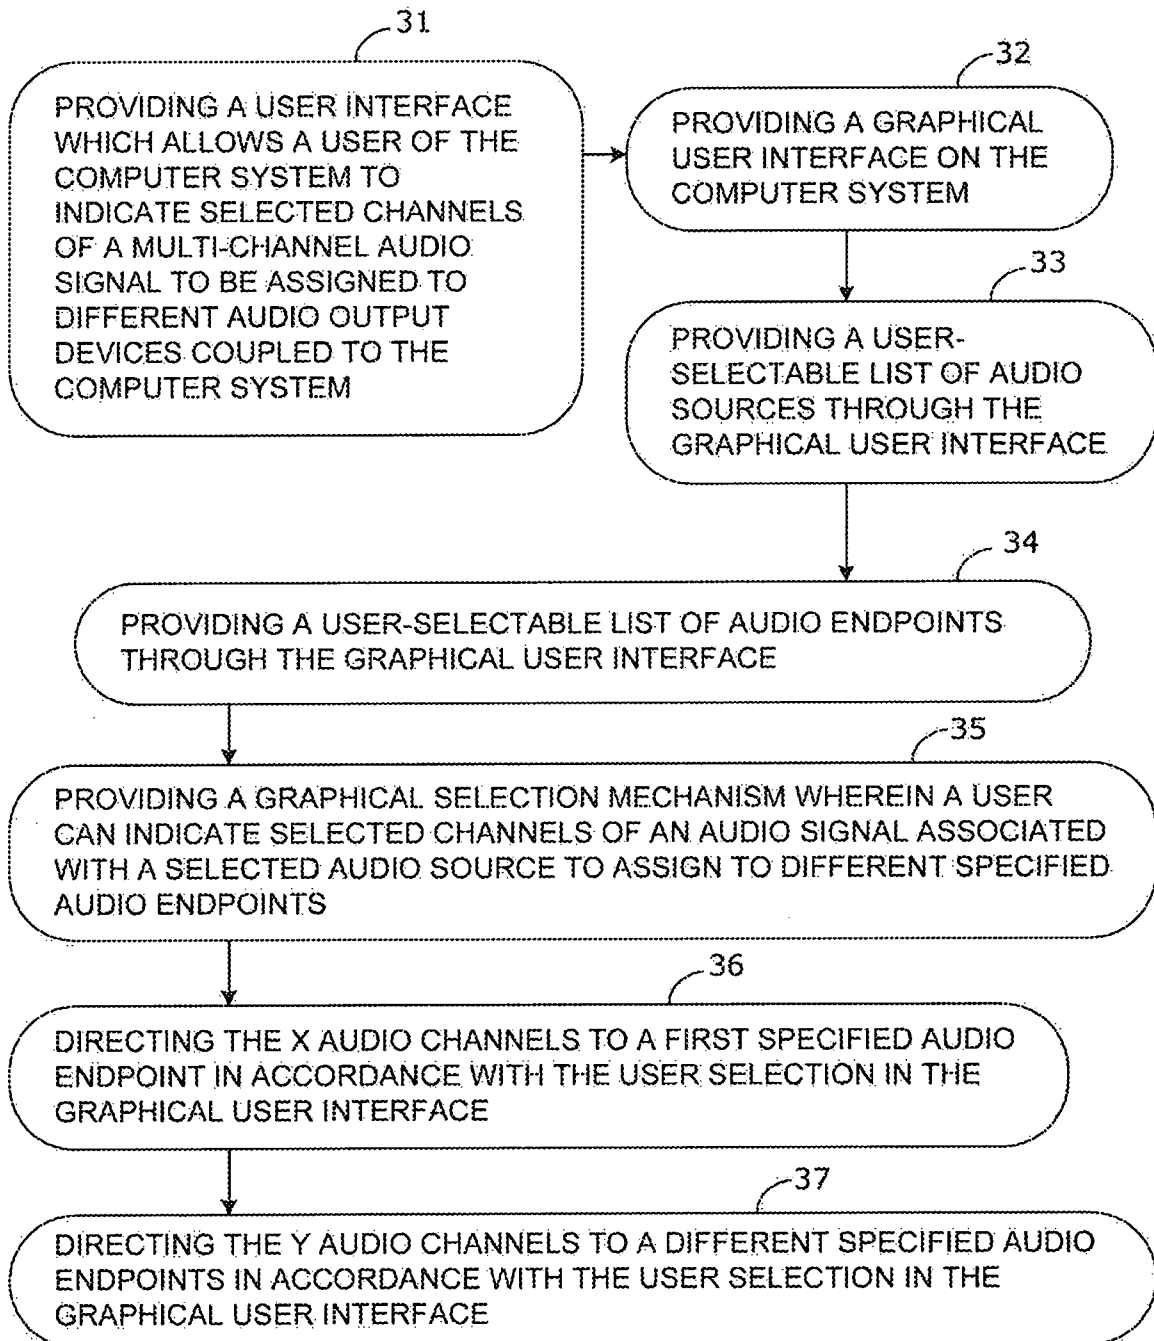 31
PROVIDING A USER INTERFACE
WHICH ALLOWS A USER OF THE
COMPUTER SYSTEM TO
INDICATE SELECTED CHANNELS
OF A MULTI-CHANNEL AUDIO
SIGNAL TO BE ASSIGNED TO
DIFFERENT AUDIO OUTPUT
DEVICES COUPLED TO THE
COMPUTER SYSTEM
32
PROVIDING A GRAPHICAL
USER INTERFACE ON THE
COMPUTER SYSTEM
33
PROVIDING A USER-
SELECTABLE LIST OF AUDIO
SOURCES THROUGH THE
GRAPHICAL USER INTERFACE
34
PROVIDING A USER-SELECTABLE LIST OF AUDIO ENDPOINTS
THROUGH THE GRAPHICAL USER INTERFACE
35
PROVIDING A GRAPHICAL SELECTION MECHANISM WHEREIN A USER
CAN INDICATE SELECTED CHANNELS OF AN AUDIO SIGNAL ASSOCIATED
WITH A SELECTED AUDIO SOURCE TO ASSIGN TO DIFFERENT SPECIFIED
AUDIO ENDPOINTS
36
DIRECTING THE X AUDIO CHANNELS TO A FIRST SPECIFIED AUDIO
ENDPOINT IN ACCORDANCE WITH THE USER SELECTION IN THE
GRAPHICAL USER INTERFACE
37
DIRECTING THE Y AUDIO CHANNELS TO A DIFFERENT SPECIFIED AUDIO
ENDPOINTS IN ACCORDANCE WITH THE USER SELECTION IN THE
GRAPHICAL USER INTERFACE